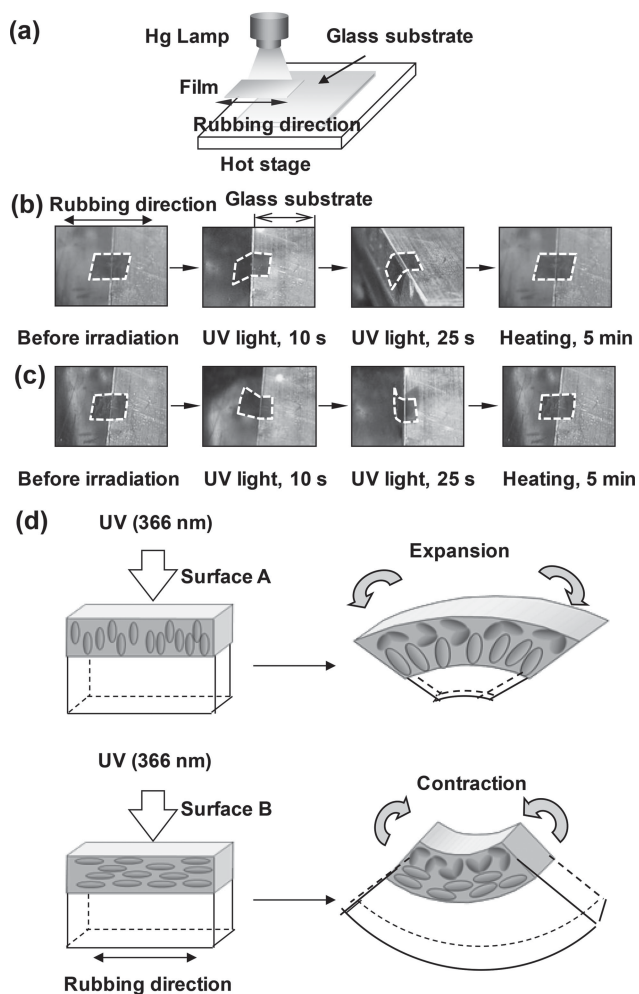 (a)
Hg Lamp
Glass substrate
Film
Rubbing direction
Hot stage
(b)
Rubbing direction
Glass substrate
Before irradiation
UV light, 10 s
UV light, 25 s
Heating, 5 min
(c)
Before irradiation
UV light, 10 s
UV light, 25 s
Heating, 5 min
(d)
UV (366 nm)
Surface A
Expansion
UV (366 nm)
Surface B
Contraction
Rubbing direction